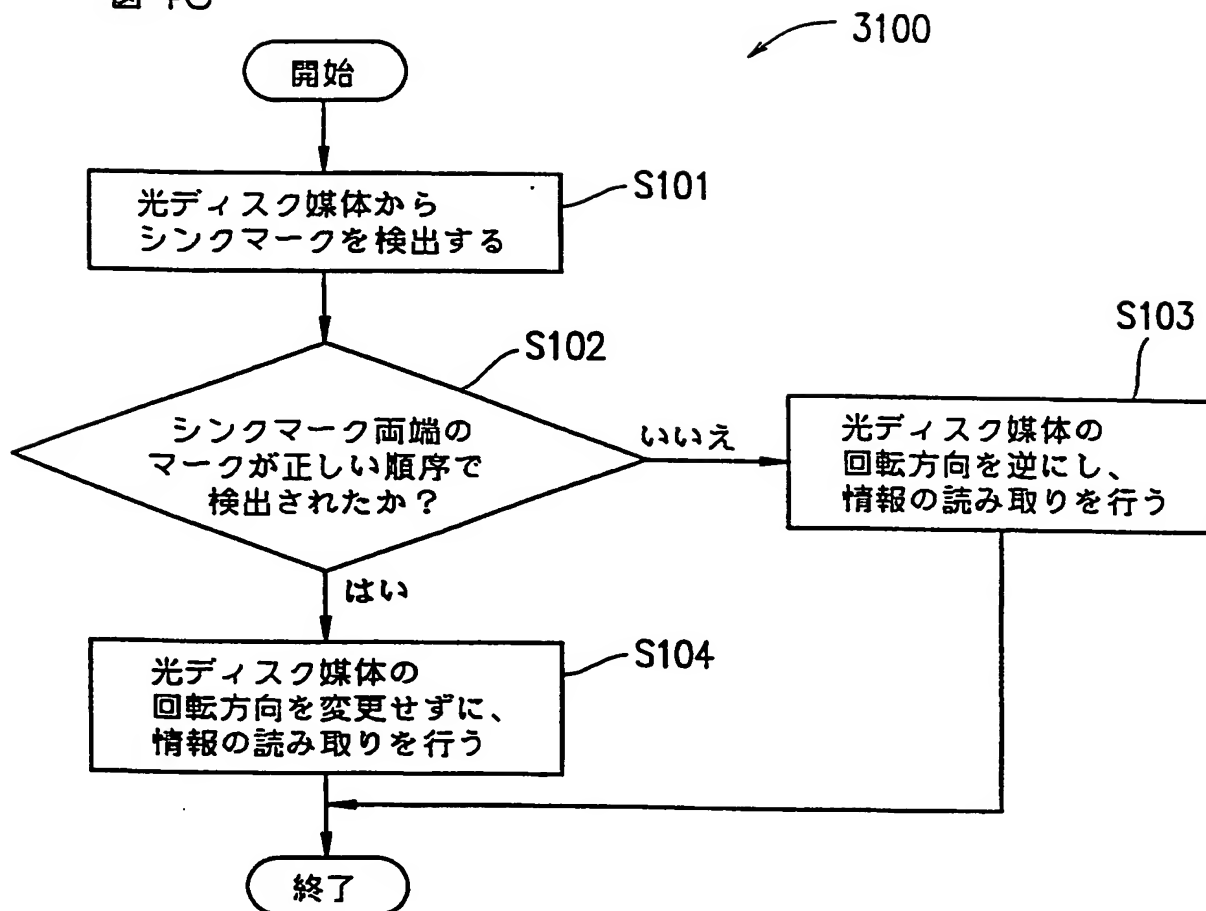 3100
開始
S101
光ディスク媒体から
シンクマークを検出する
S102
シンクマーク両端の
マークが正しい順序で
検出されたか？
いいえ
S103
光ディスク媒体の
回転方向を逆にし、
情報の読み取りを行う
はい
S104
光ディスク媒体の
回転方向を変更せずに、
情報の読み取りを行う
終了